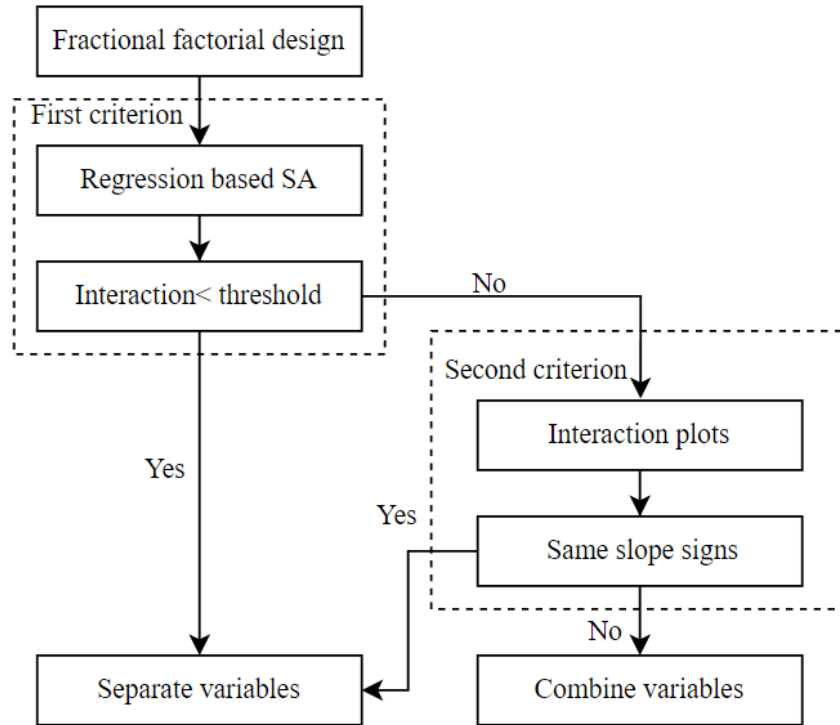 Fractional factorial design
First criterion
Regression based SA
Interaction< threshold
No
Second criterion
Interaction plots
Yes
Yes
Same slope signs
No
Separate variables
Combine variables